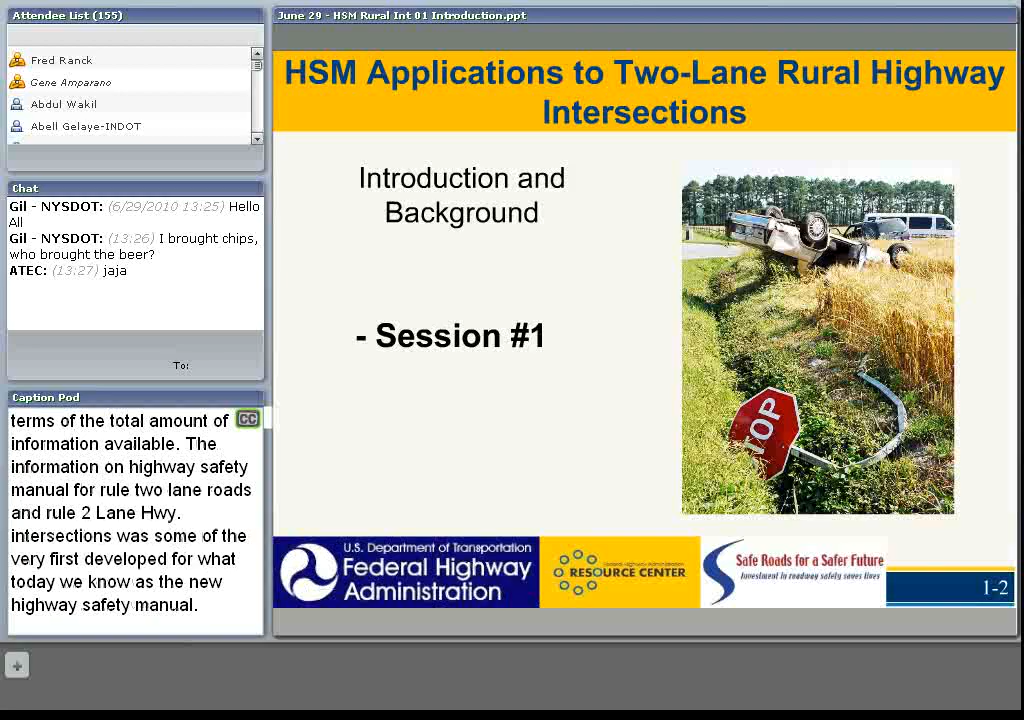 Attendee List (155)
Fred Ranck
Gene Amparano
Abdul Wakil
Abell Gelaye-INDOT
Chat
Gil - NYSDOT: (6/29/2010 13:25) Hello
All
Gil - NYSDOT: (13:26) I brought chips,
who brought the beer?
ATEC: (13:27) jaja
To:
Caption Pod
terms of the total amount of
CC
information available. The
information on highway safety
manual for rule two lane roads
and rule 2 Lane Hwy.
intersections was some of the
very first developed for what
today we know as the new
highway safety manual.
June 29 - HSM Rural Int 01 Introduction.ppt
HSM Applications to Two-Lane Rural Highway
Intersections
Introduction and
Background
- Session #1
TOP
U.S. Department of Transportation
Federal Highway
Administration
Federal Highway Administration
RESOURCE CENTER
Safe Roads for a Safer Future
Investment in roadway safety saves lives
1-2